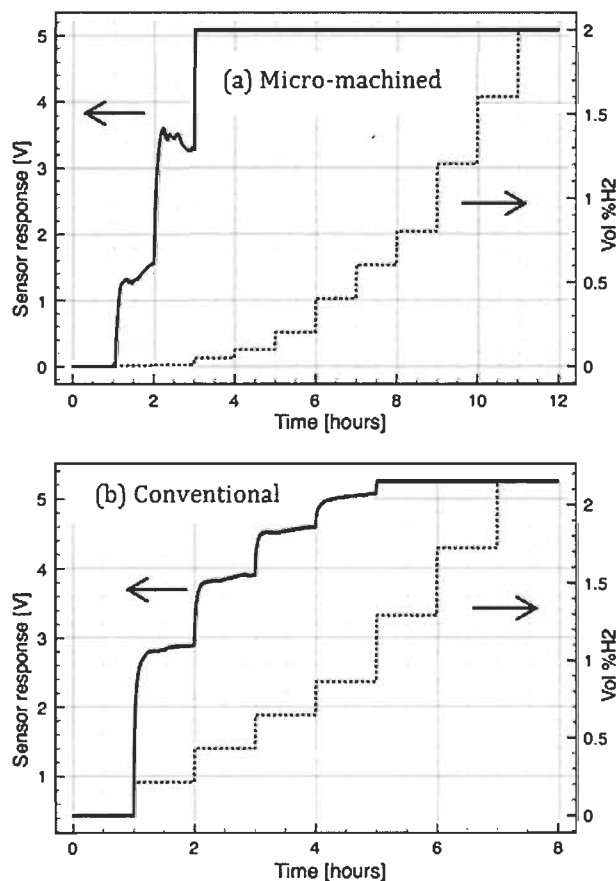 (a) Micro-machined
Sensor response [V]
5
4
3
2
1
0
Vol %H2
2
1.5
1
0.5
0
0 2 4 6 8 10 12
Time [hours]
(b) Conventional
Sensor response [V]
5
4
3
2
1
Vol %H2
2
1.5
1
0.5
0
0 2 4 6 8
Time [hours]